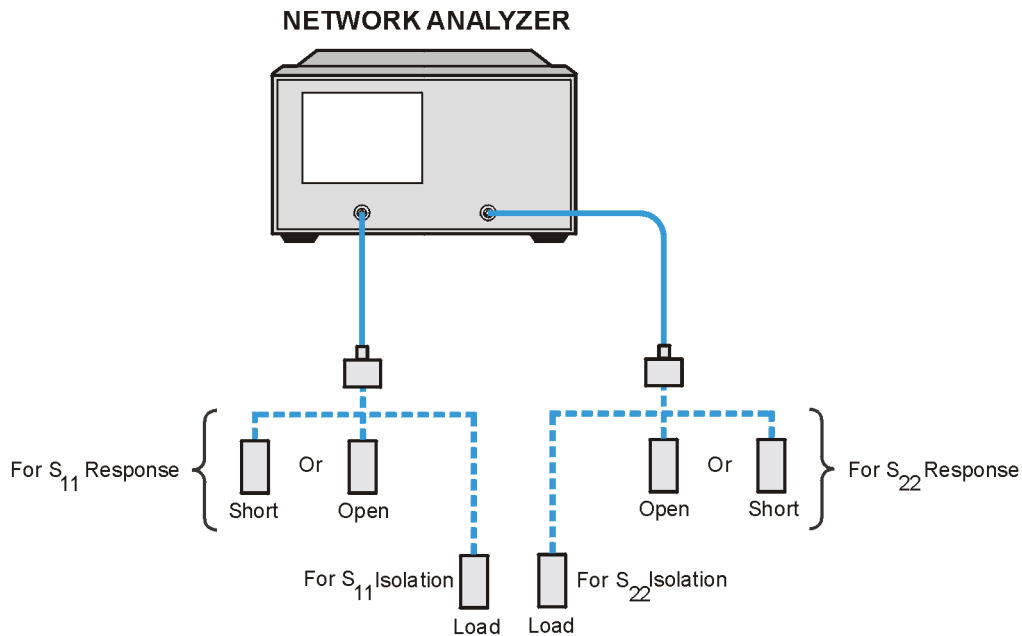 NETWORK ANALYZER
For S11 Response
Short
Or
Open
For S11 Isolation
Load
For S22 Isolation
Load
Open
Or
Short
For S22 Response